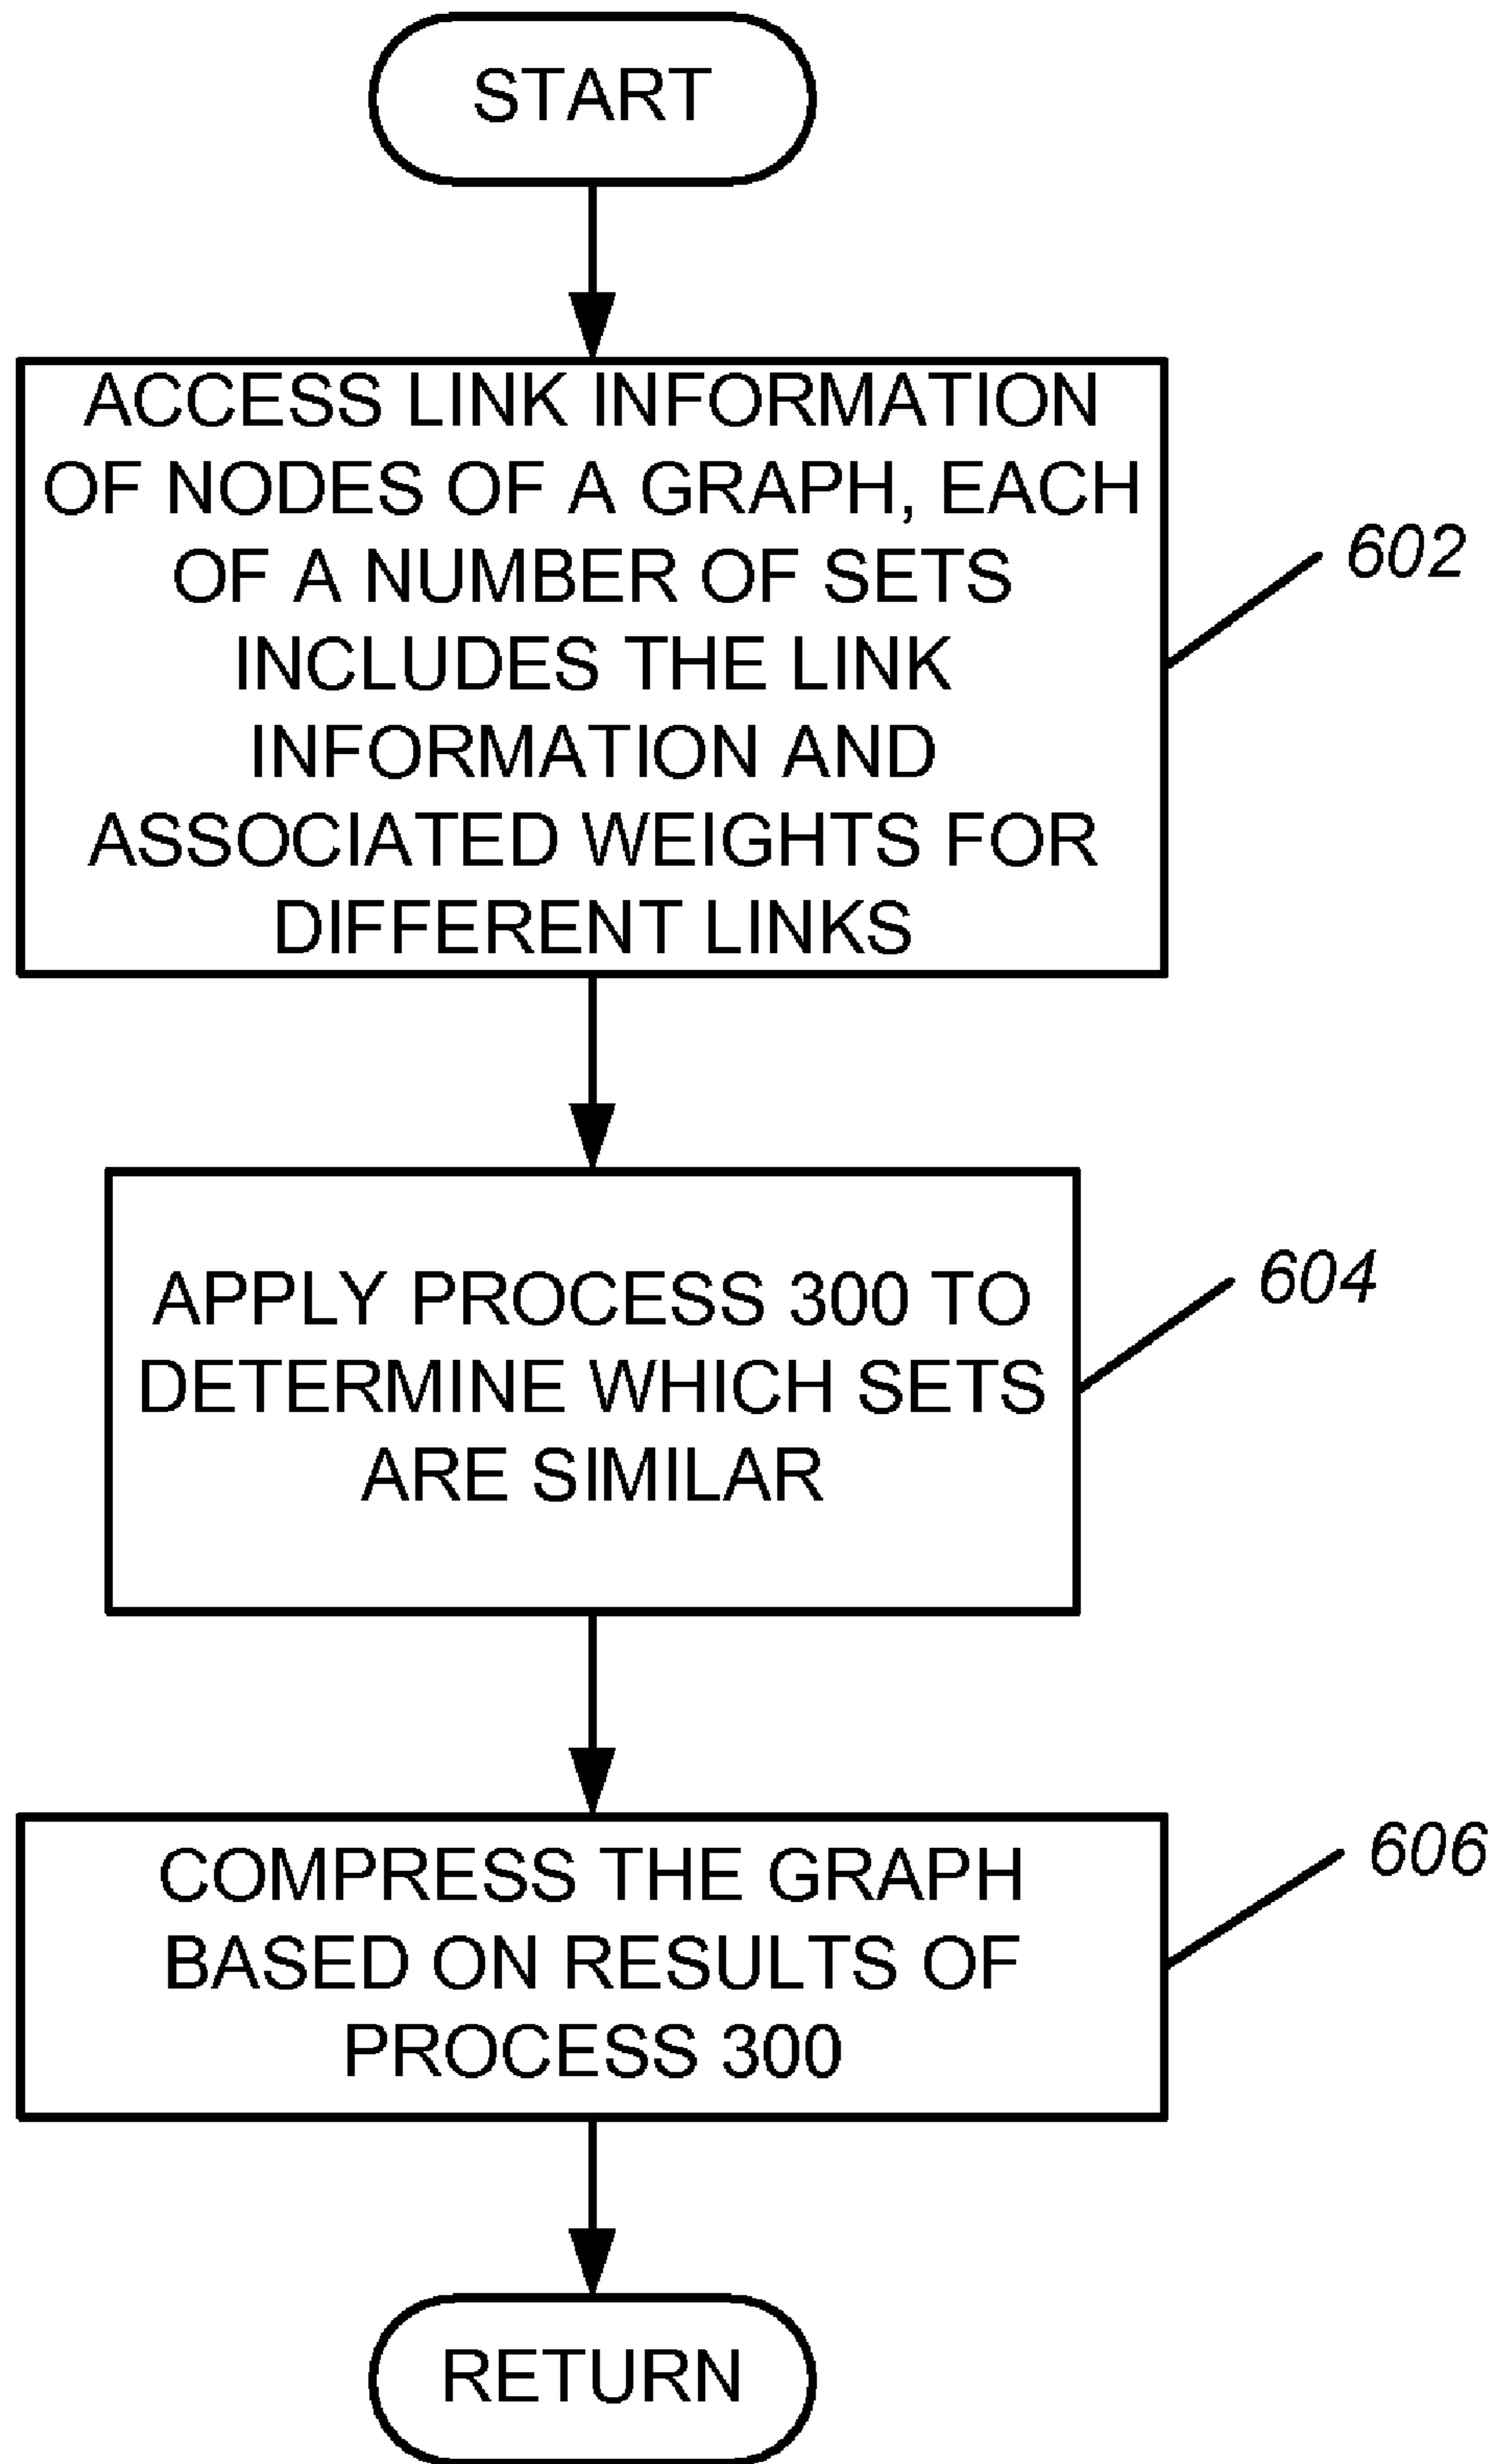 START
ACCESS LINK INFORMATION
OF NODES OF A GRAPH, EACH
OF A NUMBER OF SETS
INCLUDES THE LINK
INFORMATION AND
ASSOCIATED WEIGHTS FOR
DIFFERENT LINKS
602
APPLY PROCESS 300 TO
DETERMINE WHICH SETS
ARE SIMILAR
604
COMPRESS THE GRAPH
BASED ON RESULTS OF
PROCESS 300
606
RETURN